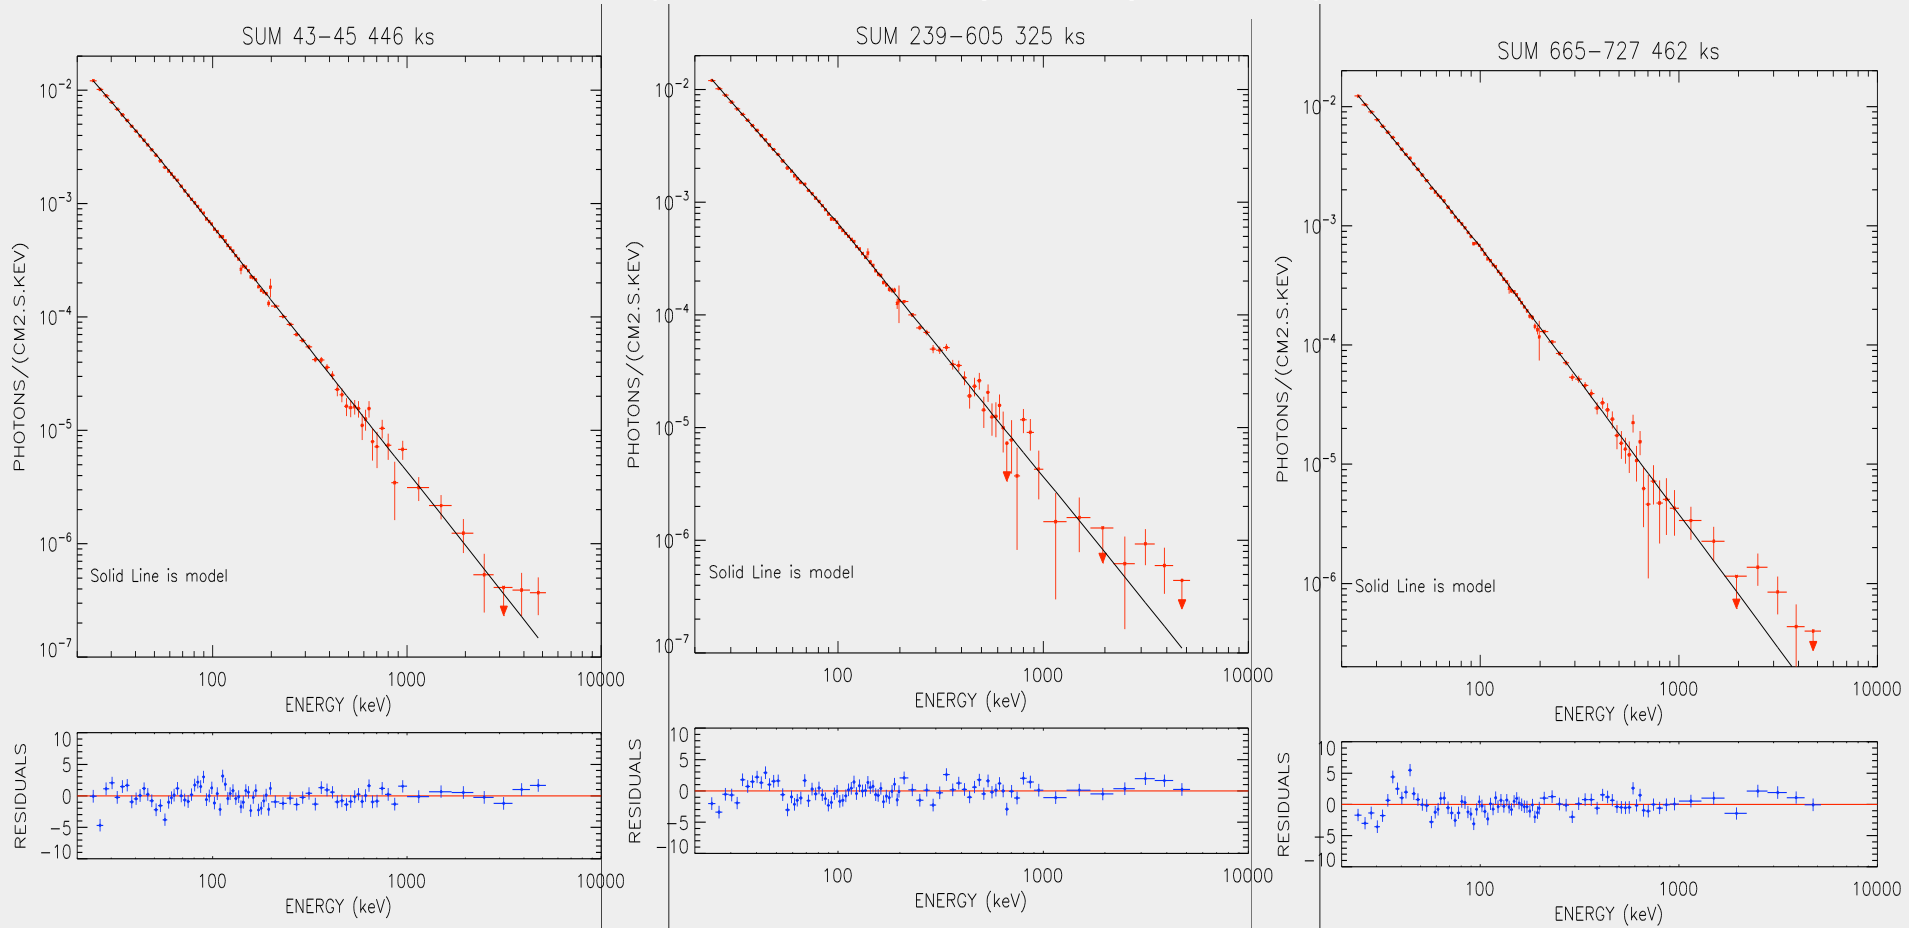 SUM 43-45 446 ks
PHOTONS/(CM2.S.KEV)
10-2
10-3
10-4
10-5
10-6
10-7
Solid Line is model
100 1000 10000
ENERGY (keV)
RESIDUALS
10
5
0
-5
-10
100 1000 10000
ENERGY (keV)
SUM 239-605 325 ks
PHOTONS/(CM2.S.KEV)
10-2
10-3
10-4
10-5
10-6
10-7
Solid Line is model
100 1000 10000
ENERGY (keV)
RESIDUALS
10
5
0
-5
-10
100 1000 10000
ENERGY (keV)
SUM 665-727 462 ks
PHOTONS/(CM2.S.KEV)
10-2
10-3
10-4
10-5
10-6
Solid Line is model
100 1000 10000
ENERGY (keV)
RESIDUALS
10
5
0
-5
-10
100 1000 10000
ENERGY (keV)